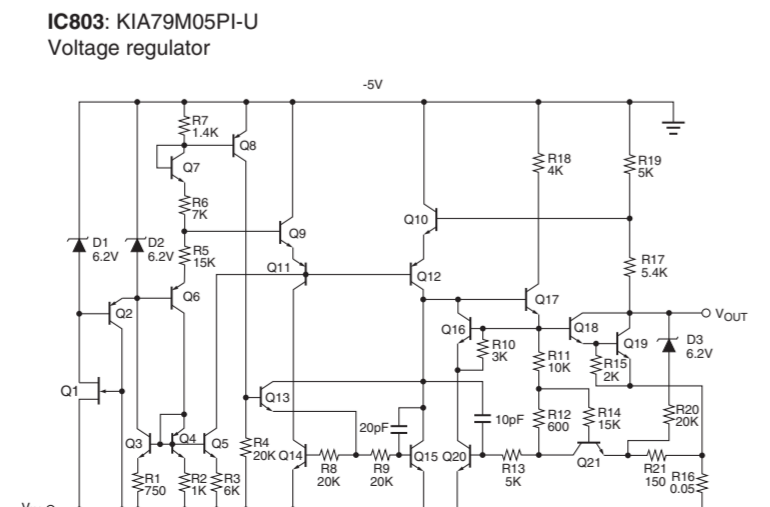 IC803: KIA79M05PI-U
Voltage regulator
-5V
R7
1.4K
Q8
Q7
R18
4K
R19
5K
R6
7K
Q10
Q9
D1
6.2V
D2
6.2V
R5
15K
Q11
Q12
R17
5.4K
Q6
Q17
Q2
Q16
Q18
VOUT
R10
3K
R11
10K
R15
2K
Q19
D3
6.2V
Q1
Q13
20pF
10pF
R12
600
R14
15K
R20
20K
Q3
Q4
Q5
R4
20K
Q14
R8
20K
R9
20K
Q15
Q20
R13
5K
Q21
R21
150
R16
0.05
R1
750
R2
1K
R3
6K